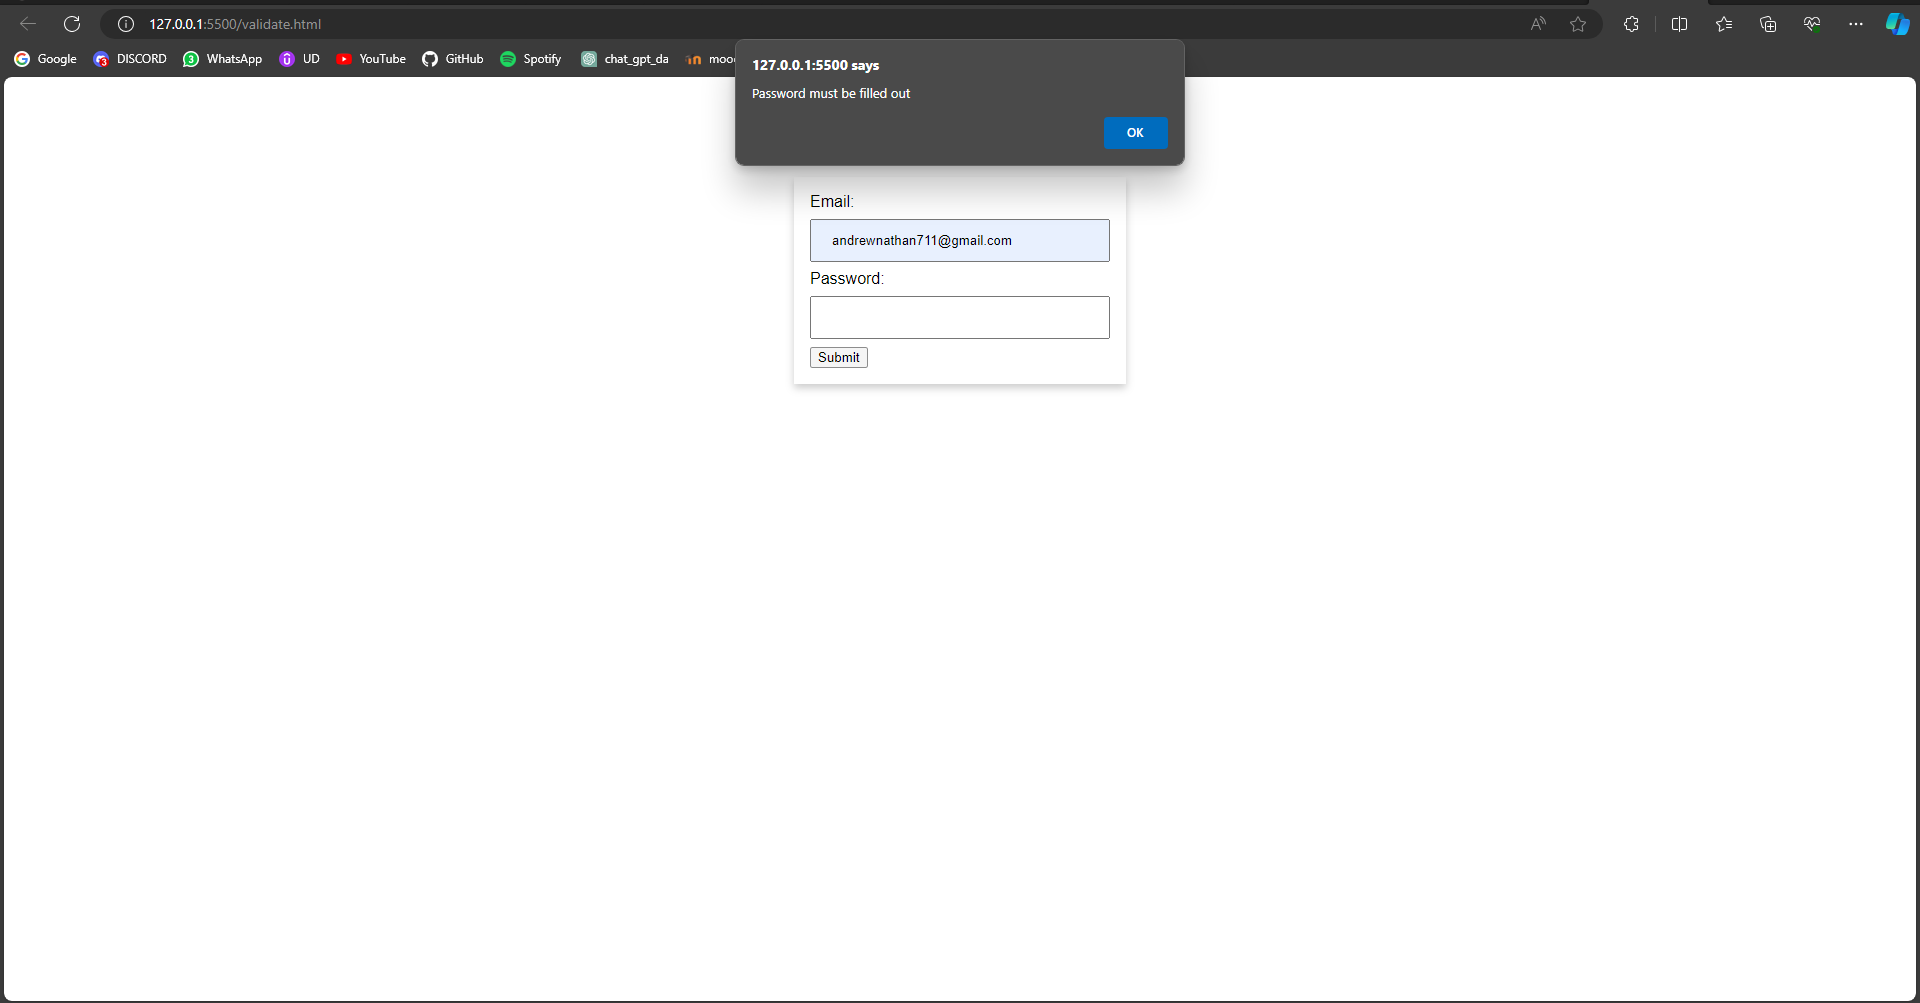 127.0.0.1:5500/validate.html
Google DISCORD WhatsApp UD YouTube GitHub Spotify chat_gpt_da moo
127.0.0.1:5500 says
Password must be filled out
OK
Email:
andrewnathan711@gmail.com
Password:
Submit